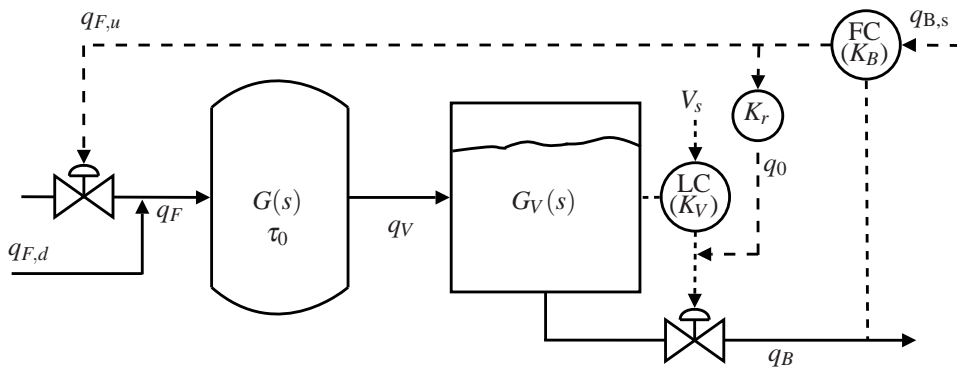 q_{F,u}
FC
(K_B)
q_{B,s}
V_s
K_r
q_0
LC
(K_V)
G(s)
τ_0
G_V(s)
q_F
q_V
q_{F,d}
q_B